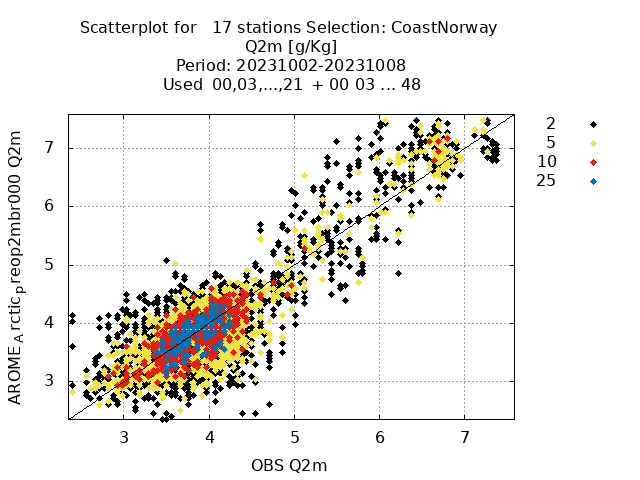 Scatterplot for 17 stations Selection: CoastNorway
Q2m [g/Kg]
Period: 20231002-20231008
Used 00,03,...,21 + 00 03 ... 48
2
5
10
25
7
6
5
4
3
AROME_Arctic_preop2mbr000 Q2m
3 4 5 6 7
OBS Q2m